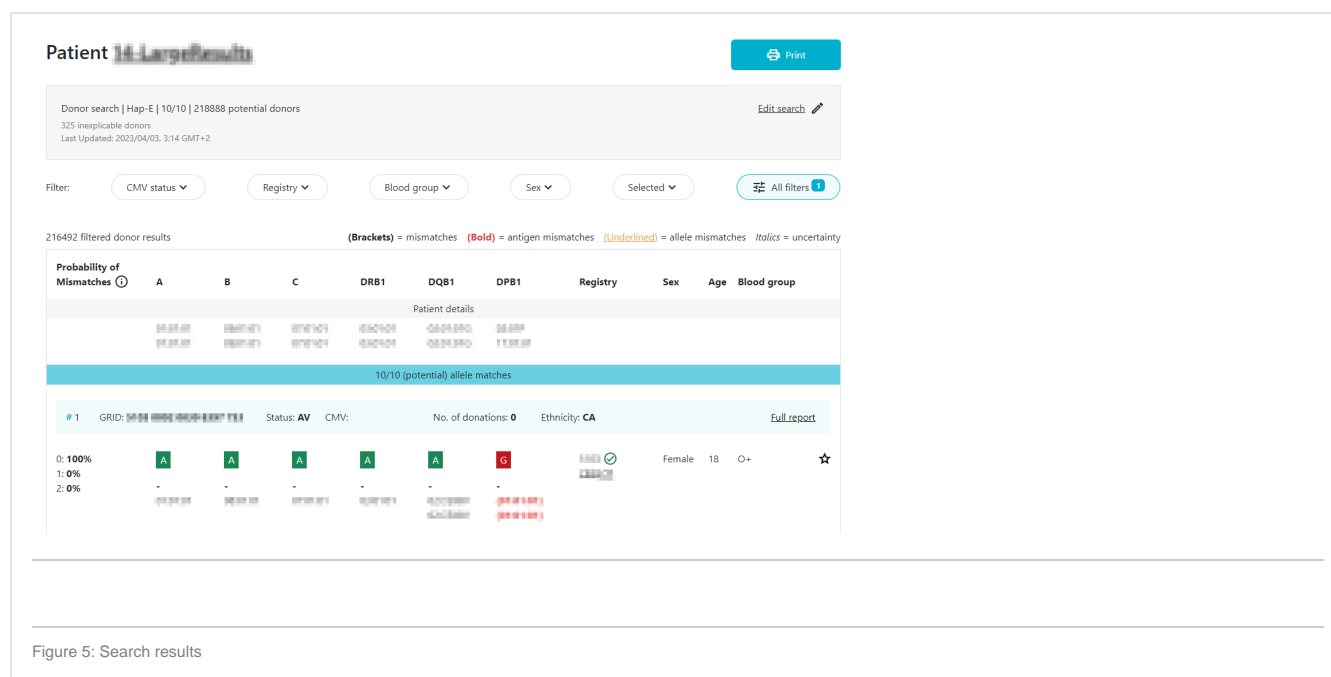 Patient
Print
Donor search | Hap-E | 10/10 | 218888 potential donors
Edit search
325 inexplicable donors
Last Updated: 2023/04/03, 3:14 GMT+2
Filter: CMV status Registry Blood group Sex Selected All filters 1
216492 filtered donor results (Brackets) = mismatches (Bold) = antigen mismatches (Underlined) = allele mismatches Italics = uncertainty
Probability of
Mismatches A B C DRB1 DQB1 DPB1 Registry Sex Age Blood group
Patient details
10/10 (potential) allele matches
# 1 GRID: Status: AV CMV: No. of donations: 0 Ethnicity: CA Full report
0: 100% A A A A A G Female 18 O+
1: 0%
2: 0% - - - - - -
Figure 5: Search results